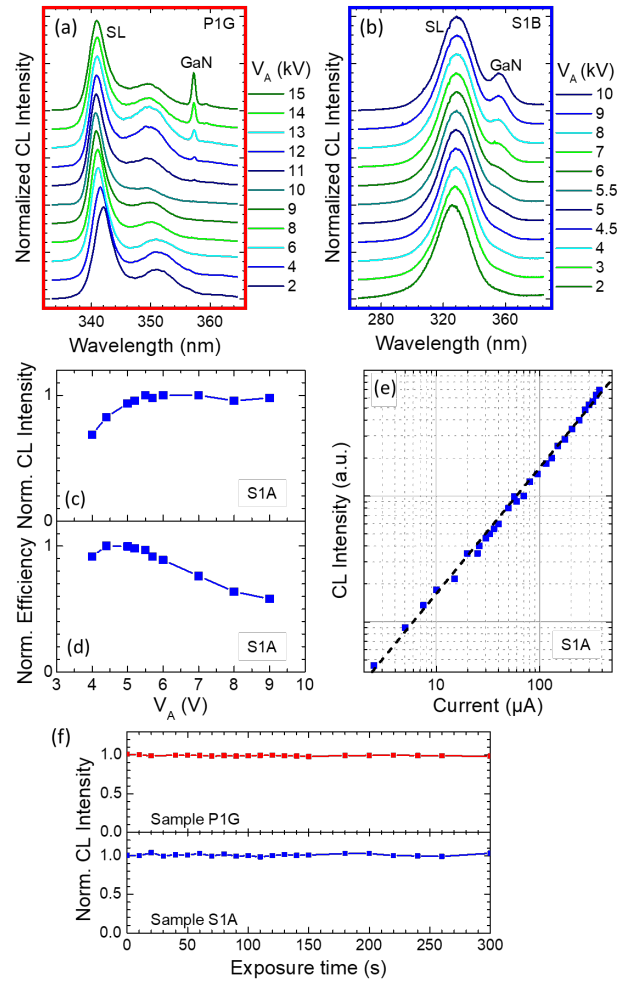 (a) P1G
SL
GaN
V_A (kV)
15
14
13
12
11
10
9
8
6
4
2
Normalized CL Intensity
340 350 360
Wavelength (nm)
(b) S1B
SL
GaN
V_A (kV)
10
9
8
7
6
5.5
5
4.5
4
3
2
Normalized CL Intensity
280 320 360
Wavelength (nm)
Norm. CL Intensity
1
0
(c)
S1A
Norm. Efficiency
1
0
(d)
S1A
3 4 5 6 7 8 9 10
V_A (V)
(e)
CL Intensity (a.u.)
S1A
10 100
Current (µA)
(f)
Norm. CL Intensity
1.0
0.5
0.0
Sample P1G
1.0
0.5
0.0
Sample S1A
0 50 100 150 200 250 300
Exposure time (s)